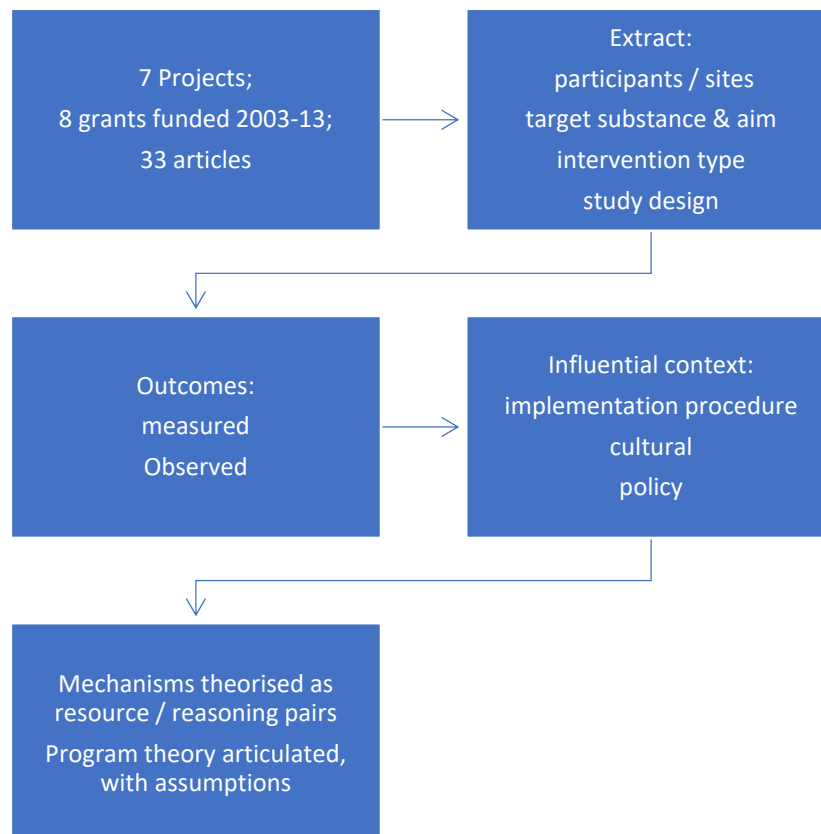 7 Projects;
8 grants funded 2003-13;
33 articles
Extract:
participants / sites
target substance & aim
intervention type
study design
Outcomes:
measured
Observed
Influential context:
implementation procedure
cultural
policy
Mechanisms theorised as
resource / reasoning pairs
Program theory articulated,
with assumptions